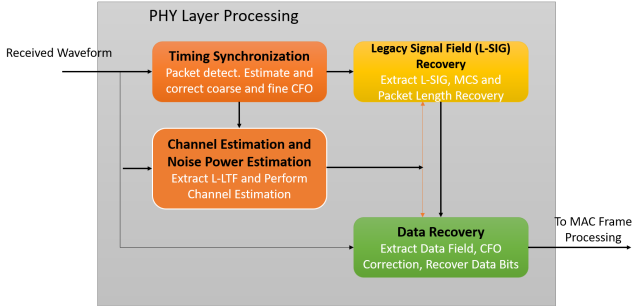 PHY Layer Processing
Received Waveform
Timing Synchronization
Packet detect. Estimate and
correct coarse and fine CFO
Legacy Signal Field (L-SIG)
Recovery
Extract L-SIG, MCS and
Packet Length Recovery
Channel Estimation and
Noise Power Estimation
Extract L-LTF and Perform
Channel Estimation
Data Recovery
Extract Data Field, CFO
Correction, Recover Data Bits
To MAC Frame
Processing